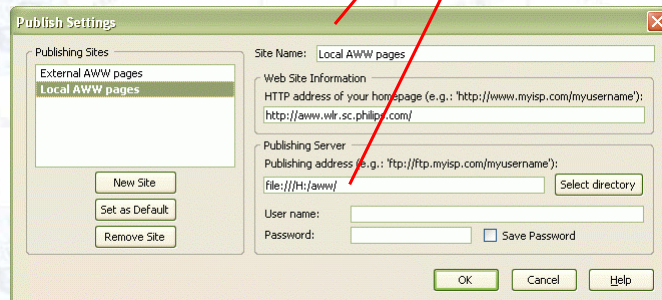 Publish Settings
Publishing Sites
External AWW pages
Local AWW pages
New Site
Set as Default
Remove Site
Site Name: Local AWW pages
Web Site Information
HTTP address of your homepage (e.g.: 'http://www.myisp.com/myusername'):
http://aww.wlr.sc.philips.com/
Publishing Server
Publishing address (e.g.: 'ftp://ftp.myisp.com/myusername'):
file:///H:/aww/ Select directory
User name:
Password: Save Password
OK Cancel Help